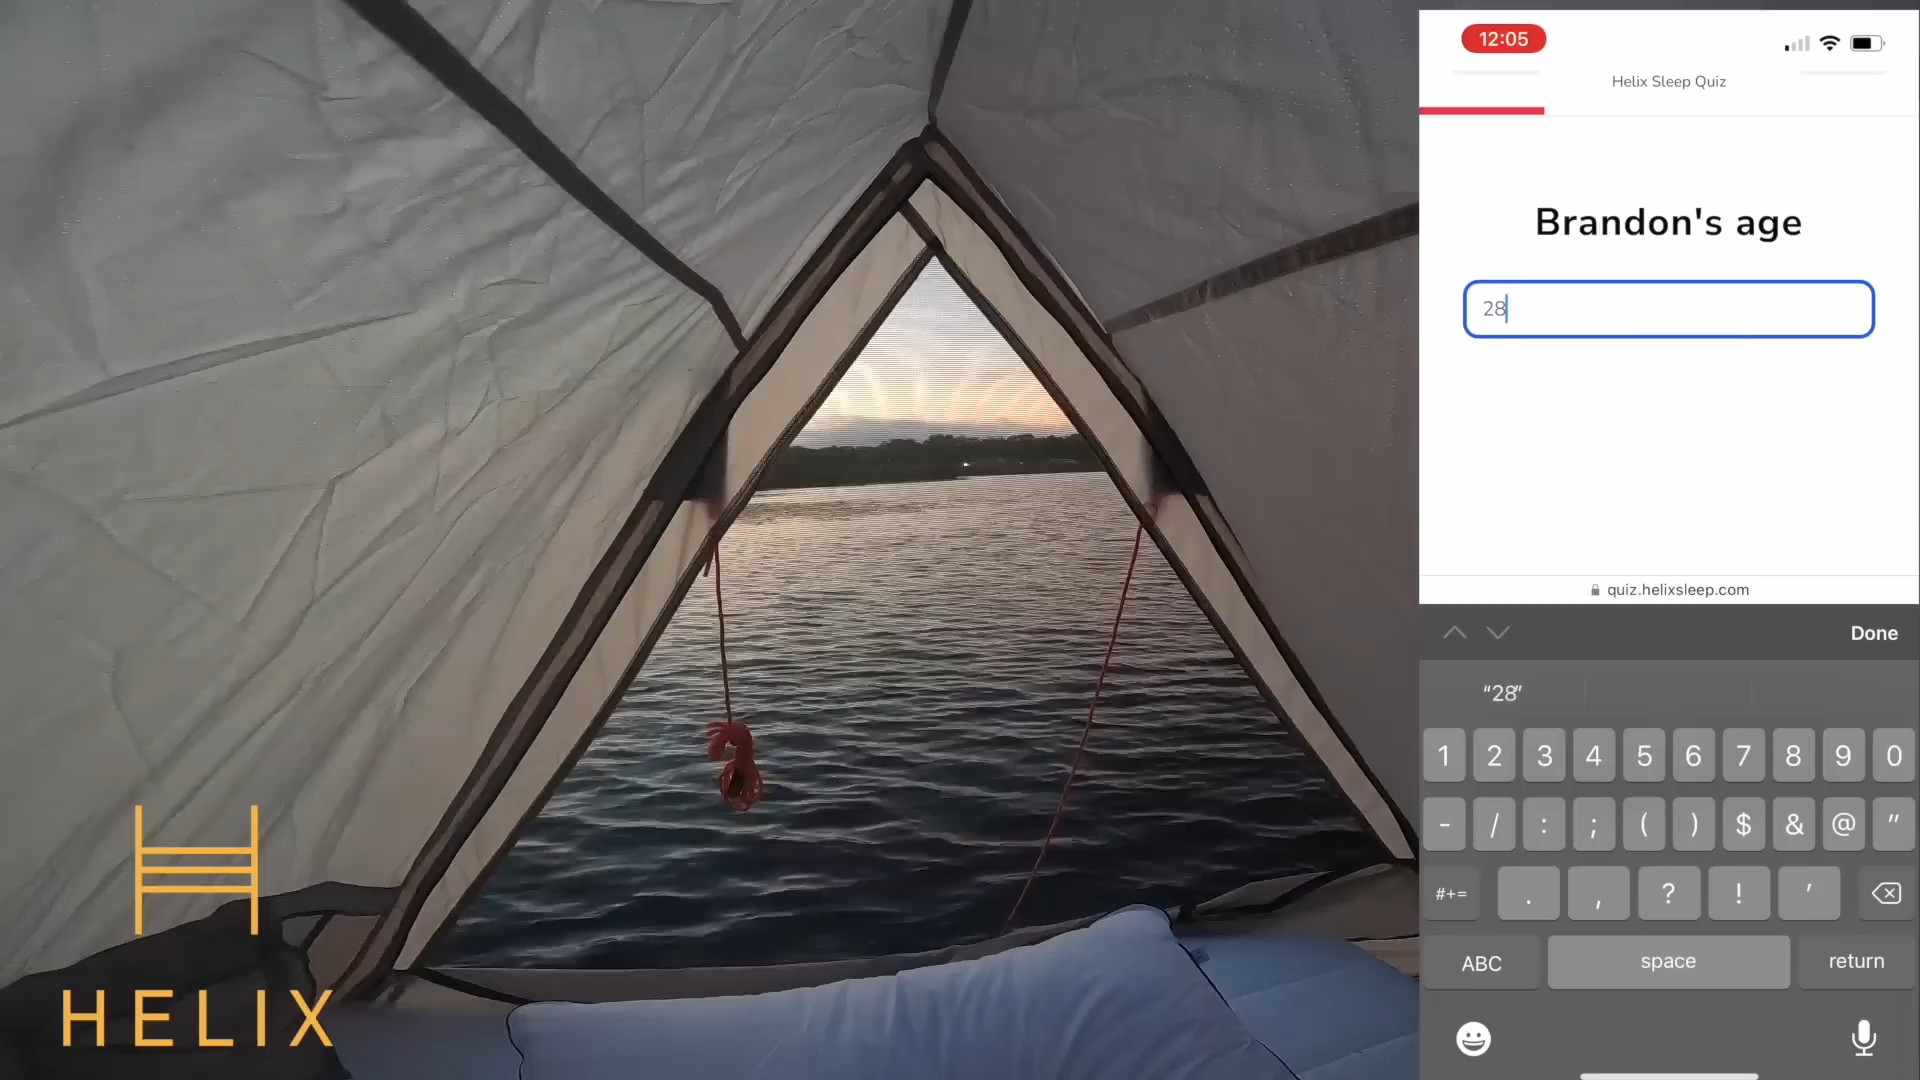 12:05
Helix Sleep Quiz
Brandon's age
28
quiz.helixsleep.com
Done
“28”
1 2 3 4 5 6 7 8 9 0
- / : ; ( ) $ & @ "
#+= . , ? ! '
ABC space return
HELIX